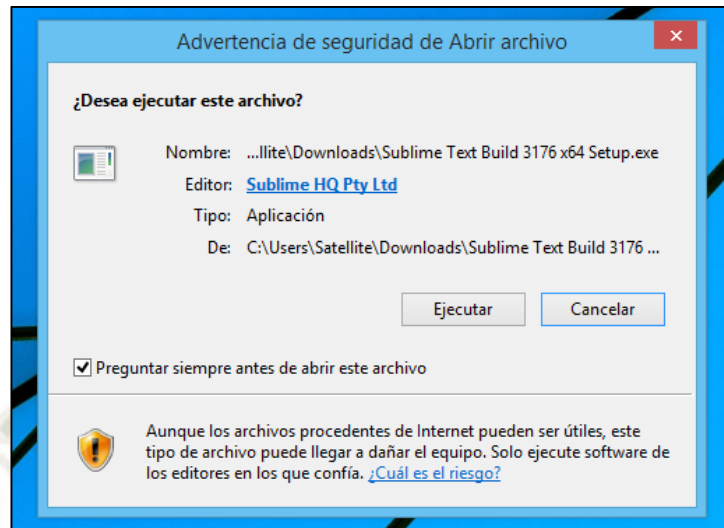 Advertencia de seguridad de Abrir archivo
¿Desea ejecutar este archivo?
Nombre: ...llite\Downloads\Sublime Text Build 3176 x64 Setup.exe
Editor: Sublime HQ Pty Ltd
Tipo: Aplicación
De: C:\Users\Satellite\Downloads\Sublime Text Build 3176 ...
Ejecutar Cancelar
Preguntar siempre antes de abrir este archivo
Aunque los archivos procedentes de Internet pueden ser útiles, este
tipo de archivo puede llegar a dañar el equipo. Solo ejecute software de
los editores en los que confía. ¿Cuál es el riesgo?